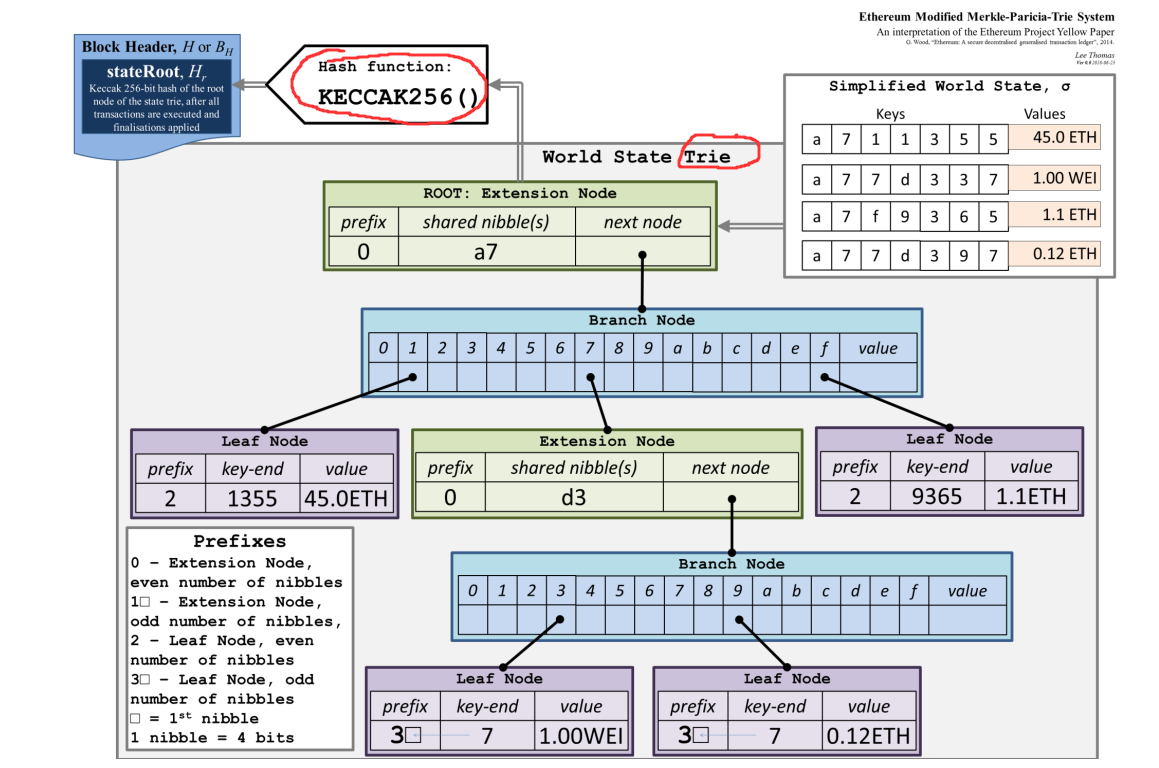 Ethereum Modified Merkle-Paricia-Trie System
An interpretation of the Ethereum Project Yellow Paper
G. Wood, "Ethereum: A secure decentralised generalised transaction ledger", 2014.
Lee Thomas
Block Header, H or B_H
stateRoot, H_r
Keccak 256-bit hash of the root
node of the state trie, after all
transactions are executed and
finalisations applied
Hash function:
KECCAK256()
Simplified World State, σ
Keys Values
a 7 1 1 3 5 5 45.0 ETH
a 7 7 d 3 3 7 1.00 WEI
a 7 f 9 3 6 5 1.1 ETH
a 7 7 d 3 9 7 0.12 ETH
World State Trie
ROOT: Extension Node
prefix shared nibble(s) next node
0 a7
Branch Node
0 1 2 3 4 5 6 7 8 9 a b c d e f value
Leaf Node
prefix key-end value
2 1355 45.0ETH
Extension Node
prefix shared nibble(s) next node
0 d3
Leaf Node
prefix key-end value
2 9365 1.1ETH
Prefixes
0 – Extension Node,
even number of nibbles
1□ – Extension Node,
odd number of nibbles,
2 – Leaf Node, even
number of nibbles
3□ – Leaf Node, odd
number of nibbles
□ = 1st nibble
1 nibble = 4 bits
Branch Node
0 1 2 3 4 5 6 7 8 9 a b c d e f value
Leaf Node
prefix key-end value
3□ 7 1.00WEI
Leaf Node
prefix key-end value
3□ 7 0.12ETH